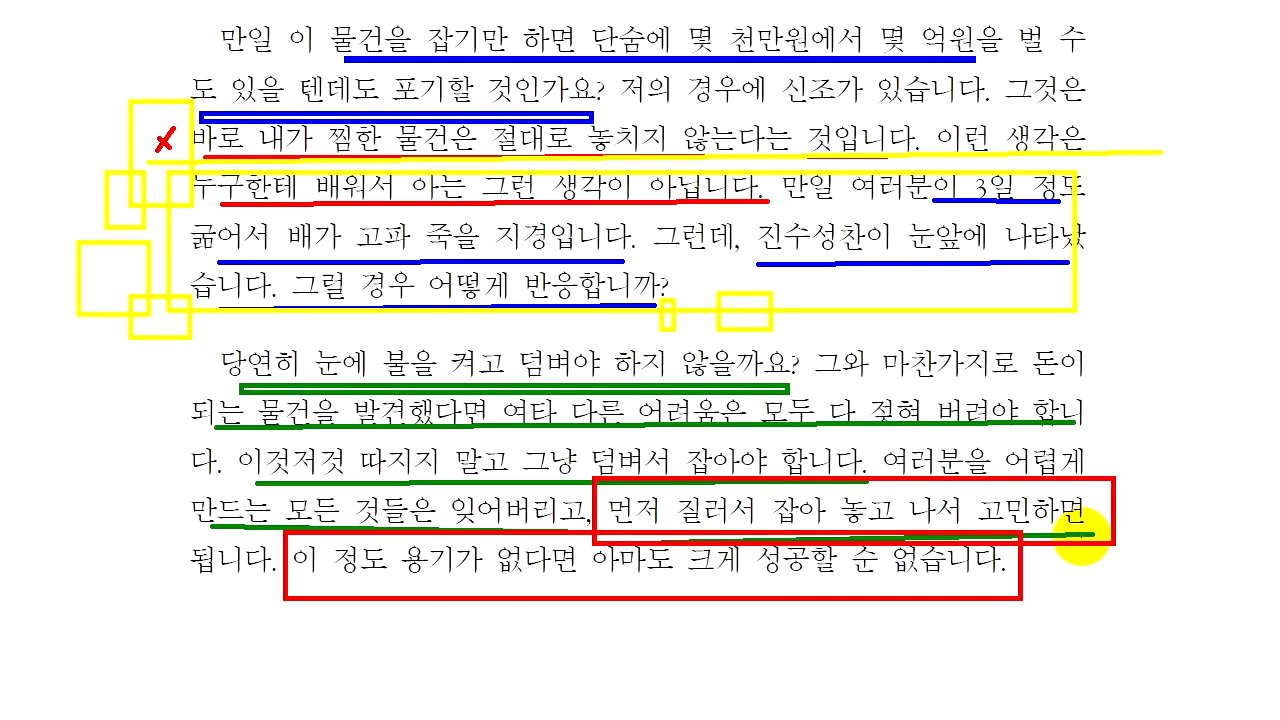 만일 이 물건을 잡기만 하면 단숨에 몇 천만원에서 몇 억원을 벌 수
도 있을 텐데도 포기할 것인가요? 저의 경우에 신조가 있습니다. 그것은
바로 내가 찜한 물건은 절대로 놓치지 않는다는 것입니다. 이런 생각은
누구한테 배워서 아는 그런 생각이 아닙니다. 만일 여러분이 3일 정도
굶어서 배가 고파 죽을 지경입니다. 그런데, 진수성찬이 눈앞에 나타났
습니다. 그럴 경우 어떻게 반응합니까?
당연히 눈에 불을 켜고 덤벼야 하지 않을까요? 그와 마찬가지로 돈이
되는 물건을 발견했다면 여타 다른 어려움은 모두 다 젖혀 버려야 합니
다. 이것저것 따지지 말고 그냥 덤벼서 잡아야 합니다. 여러분을 어렵게
만드는 모든 것들은 잊어버리고, 먼저 질러서 잡아 놓고 나서 고민하면
됩니다. 이 정도 용기가 없다면 아마도 크게 성공할 순 없습니다.